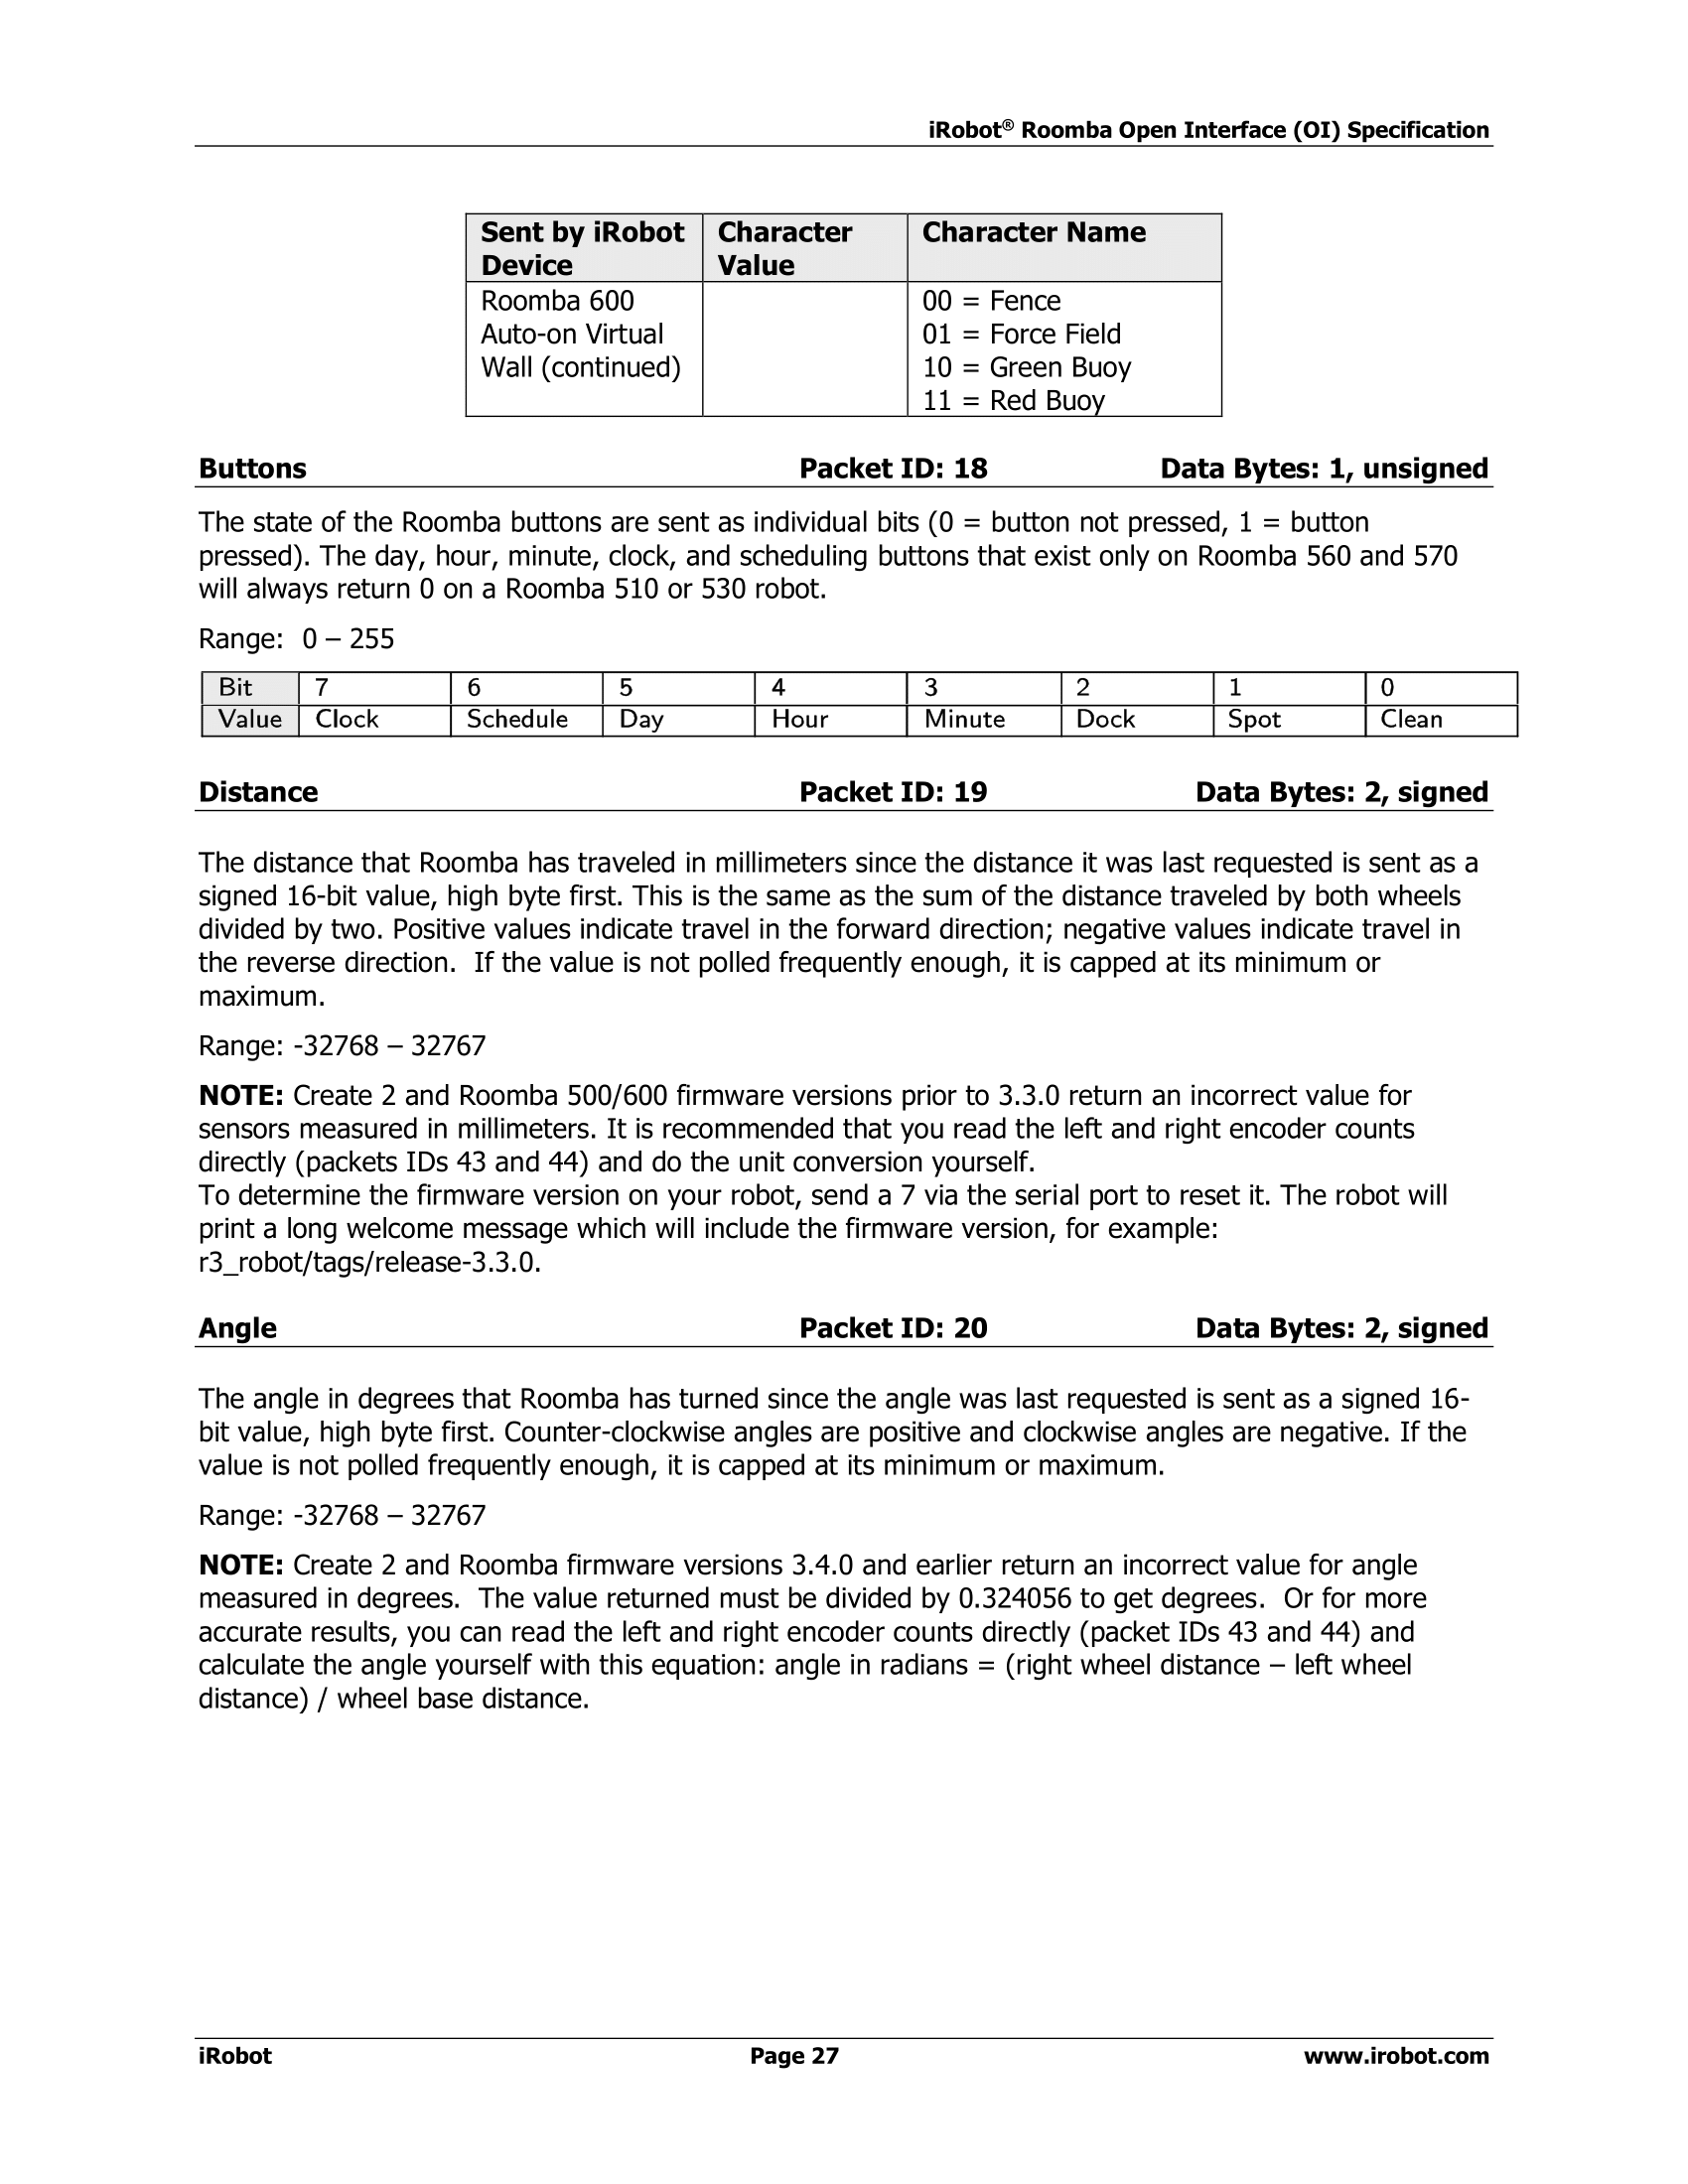 iRobot® Roomba Open Interface (OI) Specification
Sent by iRobot Device Character Value Character Name
Roomba 600 00 = Fence
Auto-on Virtual 01 = Force Field
Wall (continued) 10 = Green Buoy
11 = Red Buoy
Buttons Packet ID: 18 Data Bytes: 1, unsigned
The state of the Roomba buttons are sent as individual bits (0 = button not pressed, 1 = button
pressed). The day, hour, minute, clock, and scheduling buttons that exist only on Roomba 560 and 570
will always return 0 on a Roomba 510 or 530 robot.
Range: 0 – 255
Bit 7 6 5 4 3 2 1 0
Value Clock Schedule Day Hour Minute Dock Spot Clean
Distance Packet ID: 19 Data Bytes: 2, signed
The distance that Roomba has traveled in millimeters since the distance it was last requested is sent as a
signed 16-bit value, high byte first. This is the same as the sum of the distance traveled by both wheels
divided by two. Positive values indicate travel in the forward direction; negative values indicate travel in
the reverse direction. If the value is not polled frequently enough, it is capped at its minimum or
maximum.
Range: -32768 – 32767
NOTE: Create 2 and Roomba 500/600 firmware versions prior to 3.3.0 return an incorrect value for
sensors measured in millimeters. It is recommended that you read the left and right encoder counts
directly (packets IDs 43 and 44) and do the unit conversion yourself.
To determine the firmware version on your robot, send a 7 via the serial port to reset it. The robot will
print a long welcome message which will include the firmware version, for example:
r3_robot/tags/release-3.3.0.
Angle Packet ID: 20 Data Bytes: 2, signed
The angle in degrees that Roomba has turned since the angle was last requested is sent as a signed 16-
bit value, high byte first. Counter-clockwise angles are positive and clockwise angles are negative. If the
value is not polled frequently enough, it is capped at its minimum or maximum.
Range: -32768 – 32767
NOTE: Create 2 and Roomba firmware versions 3.4.0 and earlier return an incorrect value for angle
measured in degrees. The value returned must be divided by 0.324056 to get degrees. Or for more
accurate results, you can read the left and right encoder counts directly (packet IDs 43 and 44) and
calculate the angle yourself with this equation: angle in radians = (right wheel distance – left wheel
distance) / wheel base distance.
iRobot Page 27 www.irobot.com